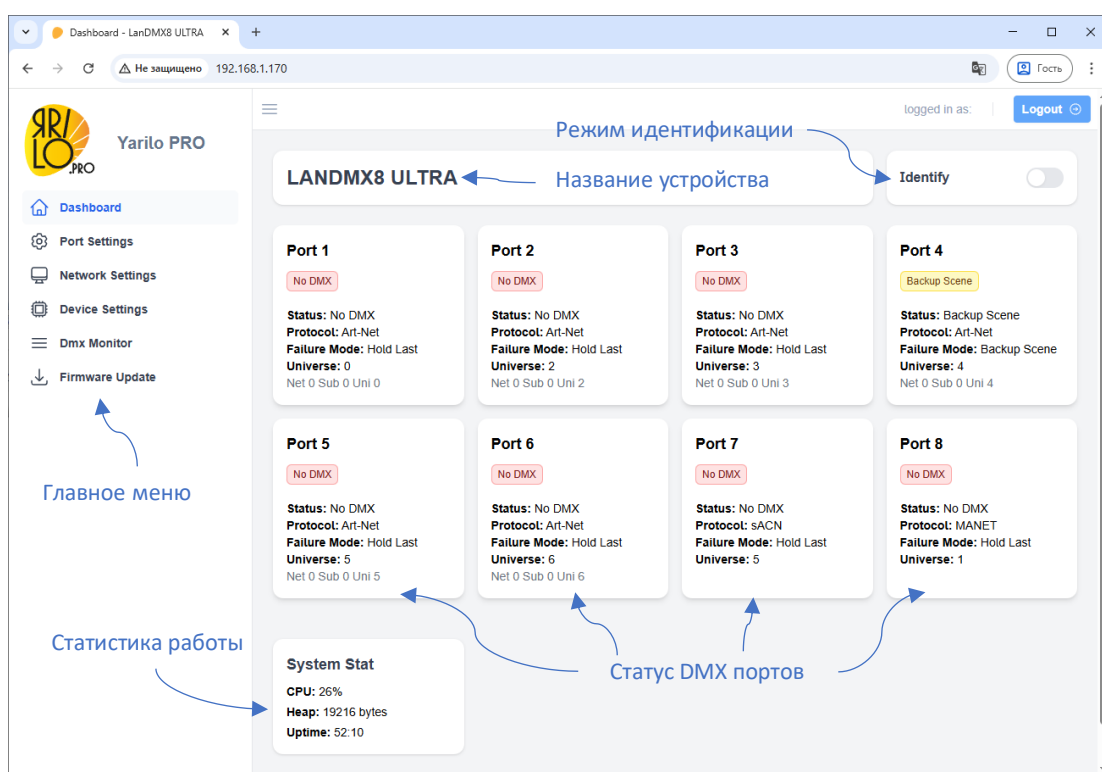 Dashboard - LanDMX8 ULTRA
Не защищено 192.168.1.170
Гость
ЯRI
LO
.PRO
Yarilo PRO
logged in as:
Logout
Режим идентификации
LANDMX8 ULTRA
Название устройства
Identify
Dashboard
Port Settings
Network Settings
Device Settings
Dmx Monitor
Firmware Update
Главное меню
Port 1
No DMX
Status: No DMX
Protocol: Art-Net
Failure Mode: Hold Last
Universe: 0
Net 0 Sub 0 Uni 0
Port 2
No DMX
Status: No DMX
Protocol: Art-Net
Failure Mode: Hold Last
Universe: 2
Net 0 Sub 0 Uni 2
Port 3
No DMX
Status: No DMX
Protocol: Art-Net
Failure Mode: Hold Last
Universe: 3
Net 0 Sub 0 Uni 3
Port 4
Backup Scene
Status: Backup Scene
Protocol: Art-Net
Failure Mode: Backup Scene
Universe: 4
Net 0 Sub 0 Uni 4
Port 5
No DMX
Status: No DMX
Protocol: Art-Net
Failure Mode: Hold Last
Universe: 5
Net 0 Sub 0 Uni 5
Port 6
No DMX
Status: No DMX
Protocol: Art-Net
Failure Mode: Hold Last
Universe: 6
Net 0 Sub 0 Uni 6
Port 7
No DMX
Status: No DMX
Protocol: sACN
Failure Mode: Hold Last
Universe: 5
Port 8
No DMX
Status: No DMX
Protocol: MANET
Failure Mode: Hold Last
Universe: 1
Статистика работы
Статус DMX портов
System Stat
CPU: 26%
Heap: 19216 bytes
Uptime: 52:10